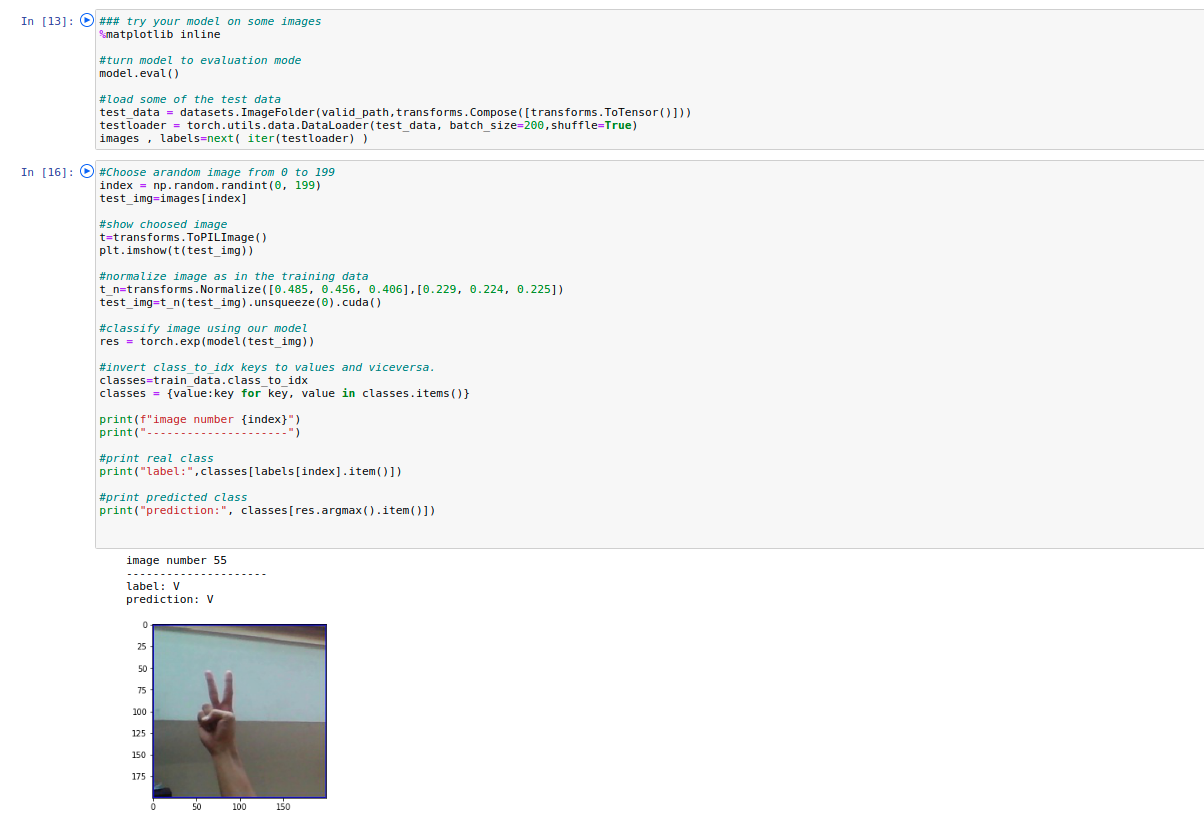 In [13]: ### try your model on some images
%matplotlib inline
#turn model to evaluation mode
model.eval()
#load some of the test data
test_data = datasets.ImageFolder(valid_path,transforms.Compose([transforms.ToTensor()]))
testloader = torch.utils.data.DataLoader(test_data, batch_size=200,shuffle=True)
images , labels=next( iter(testloader) )
In [16]: #Choose arandom image from 0 to 199
index = np.random.randint(0, 199)
test_img=images[index]
#show choosed image
t=transforms.ToPILImage()
plt.imshow(t(test_img))
#normalize image as in the training data
t_n=transforms.Normalize([0.485, 0.456, 0.406],[0.229, 0.224, 0.225])
test_img=t_n(test_img).unsqueeze(0).cuda()
#classify image using our model
res = torch.exp(model(test_img))
#invert class_to_idx keys to values and viceversa.
classes=train_data.class_to_idx
classes = {value:key for key, value in classes.items()}
print(f"image number {index}")
print("---------------------")
#print real class
print("label:",classes[labels[index].item()])
#print predicted class
print("prediction:", classes[res.argmax().item()])
image number 55
---------------------
label: V
prediction: V
0
25
50
75
100
125
150
175
0 50 100 150